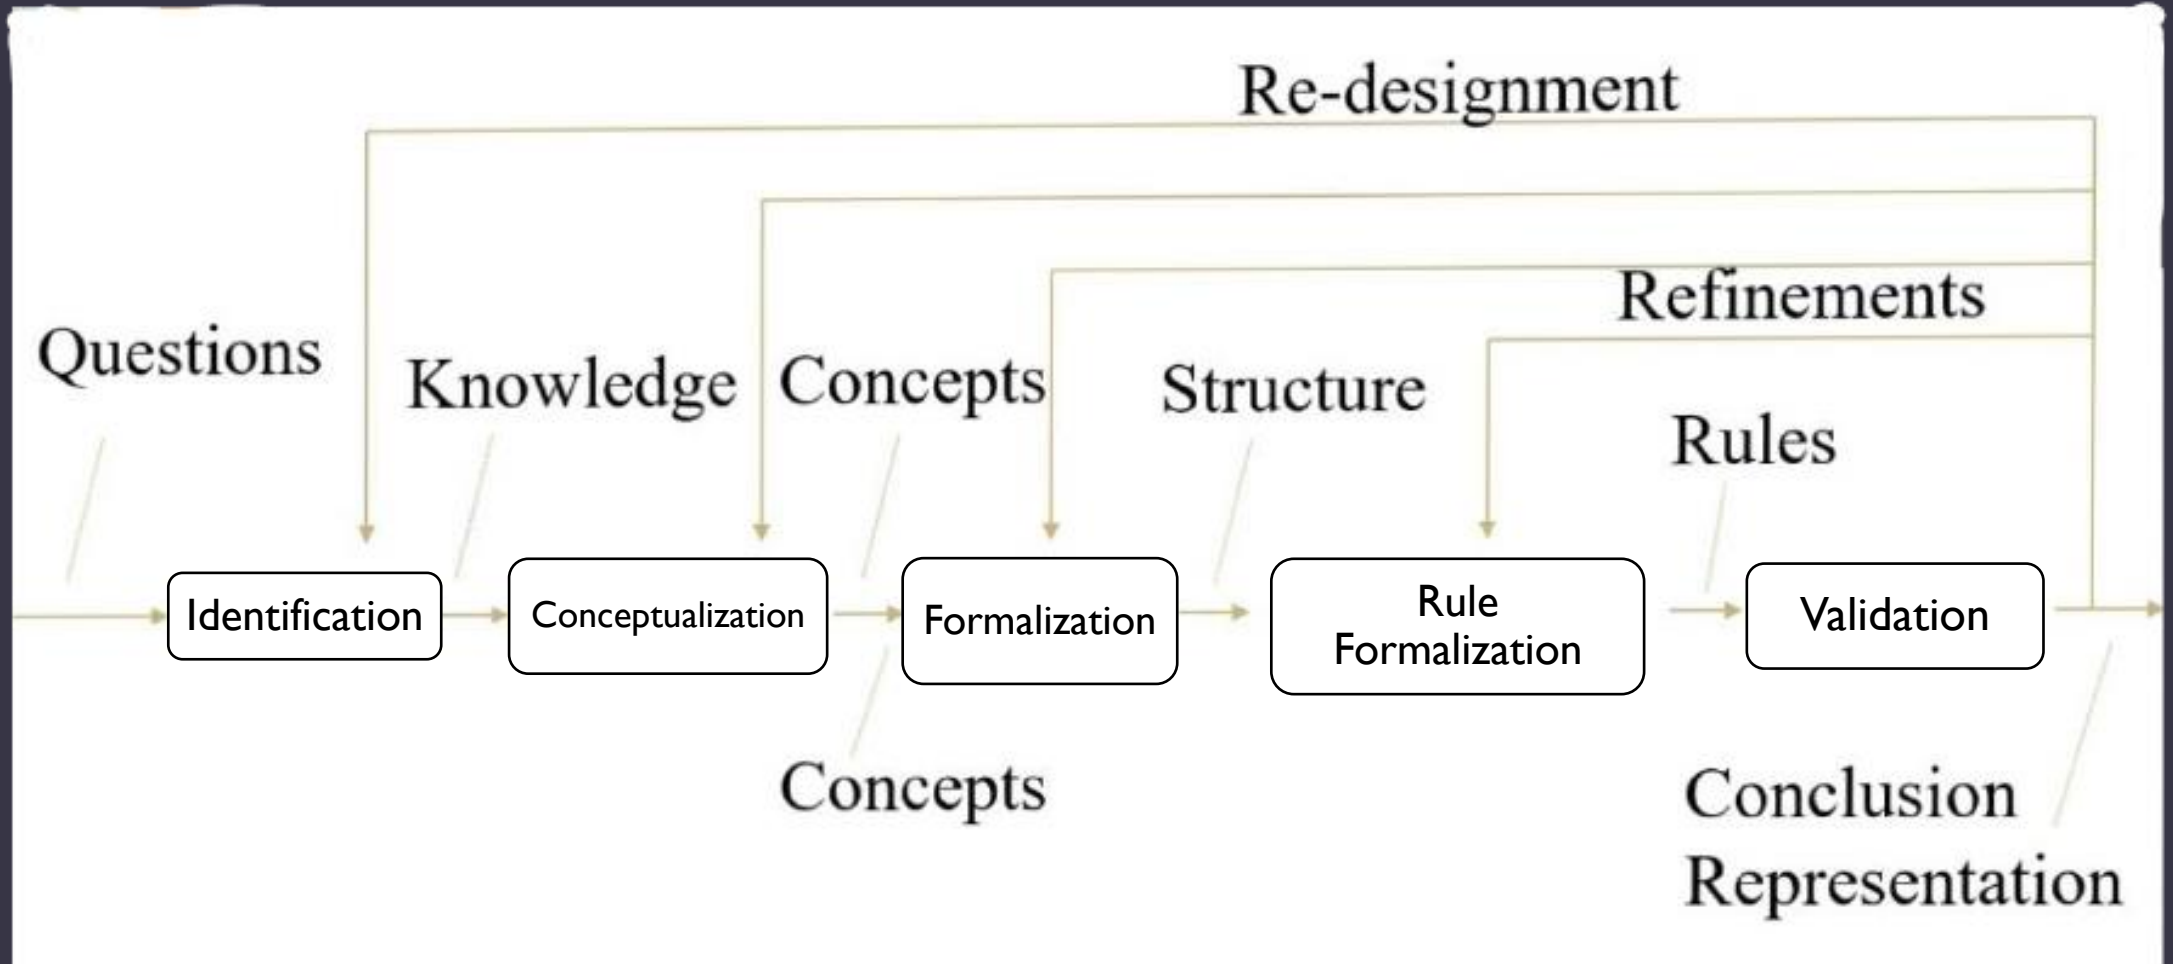 Re-designment
Refinements
Questions
Knowledge
Concepts
Structure
Rules
Identification
Conceptualization
Formalization
Rule
Formalization
Validation
Concepts
Conclusion
Representation